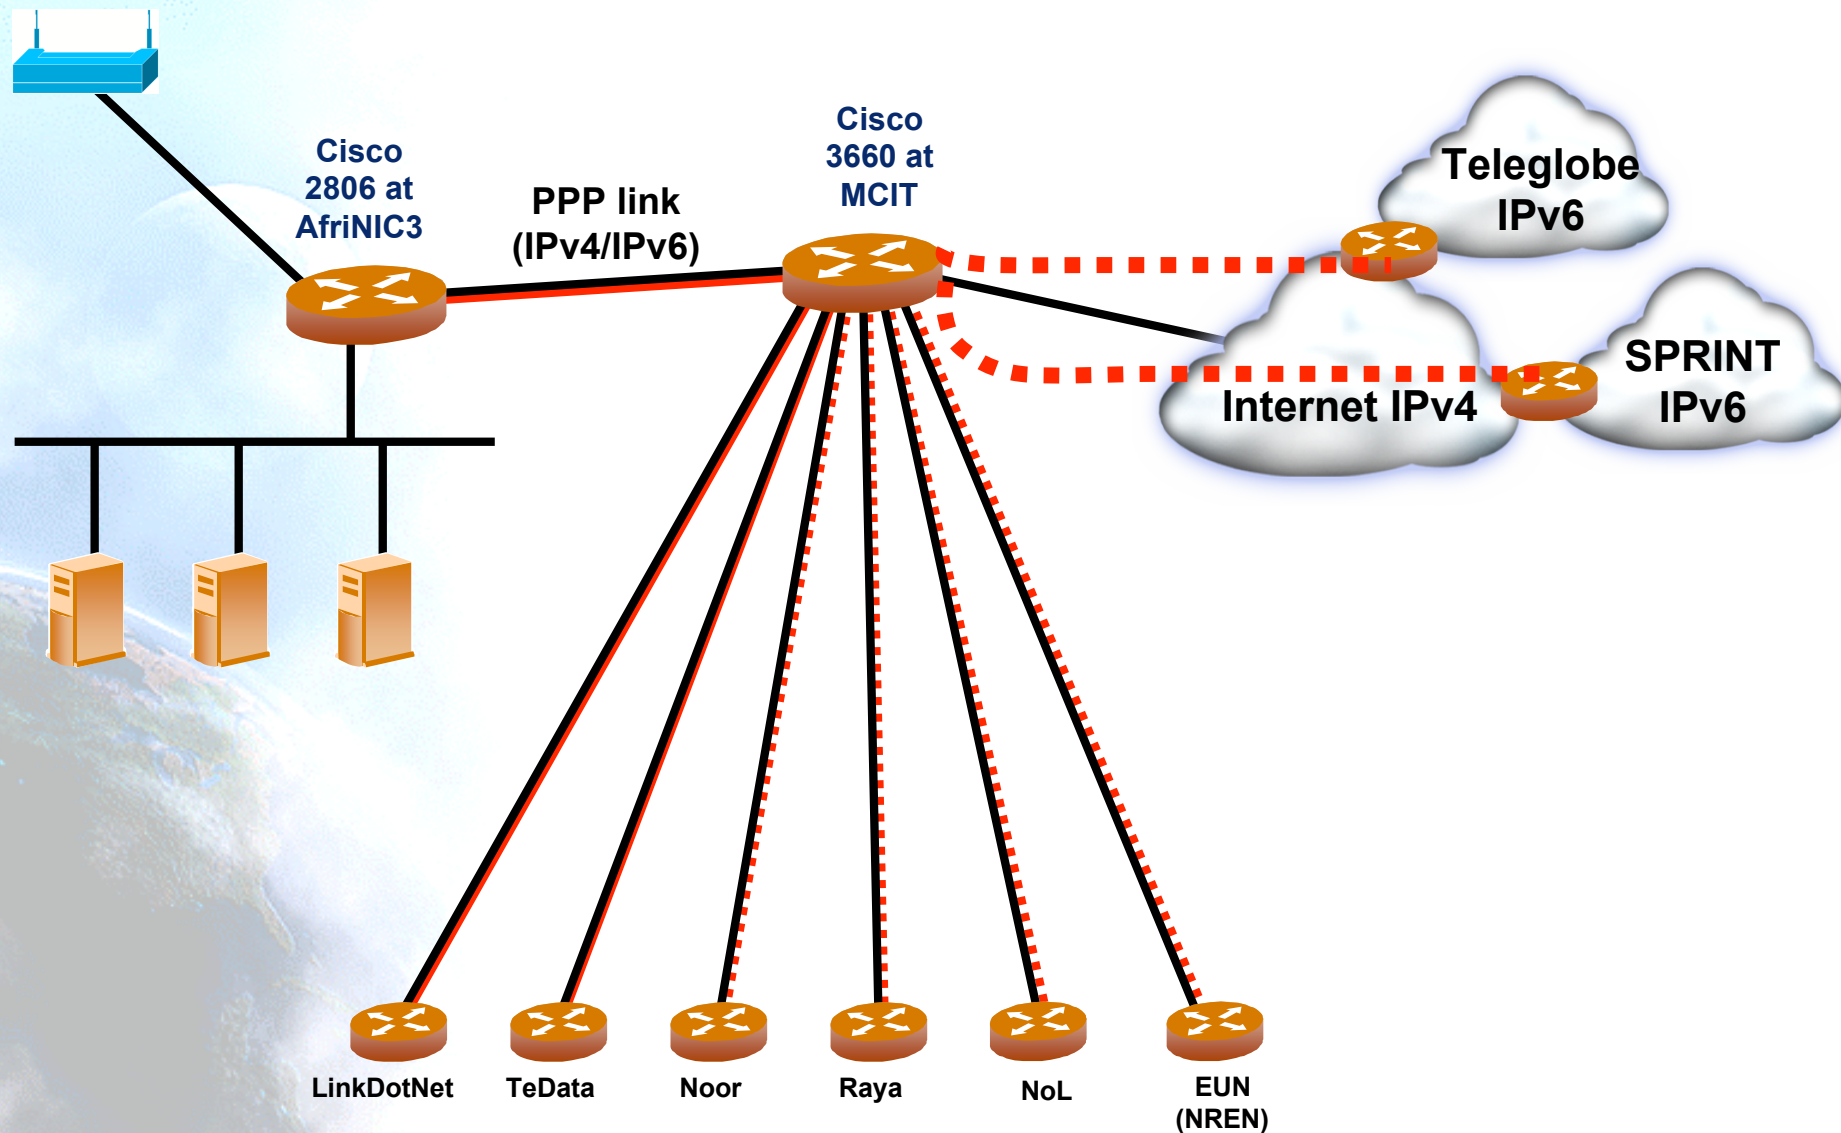 Cisco
2806 at
AfriNIC3
PPP link
(IPv4/IPv6)
Cisco
3660 at
MCIT
Teleglobe
IPv6
SPRINT
IPv6
Internet IPv4
LinkDotNet
TeData
Noor
Raya
NoL
EUN
(NREN)